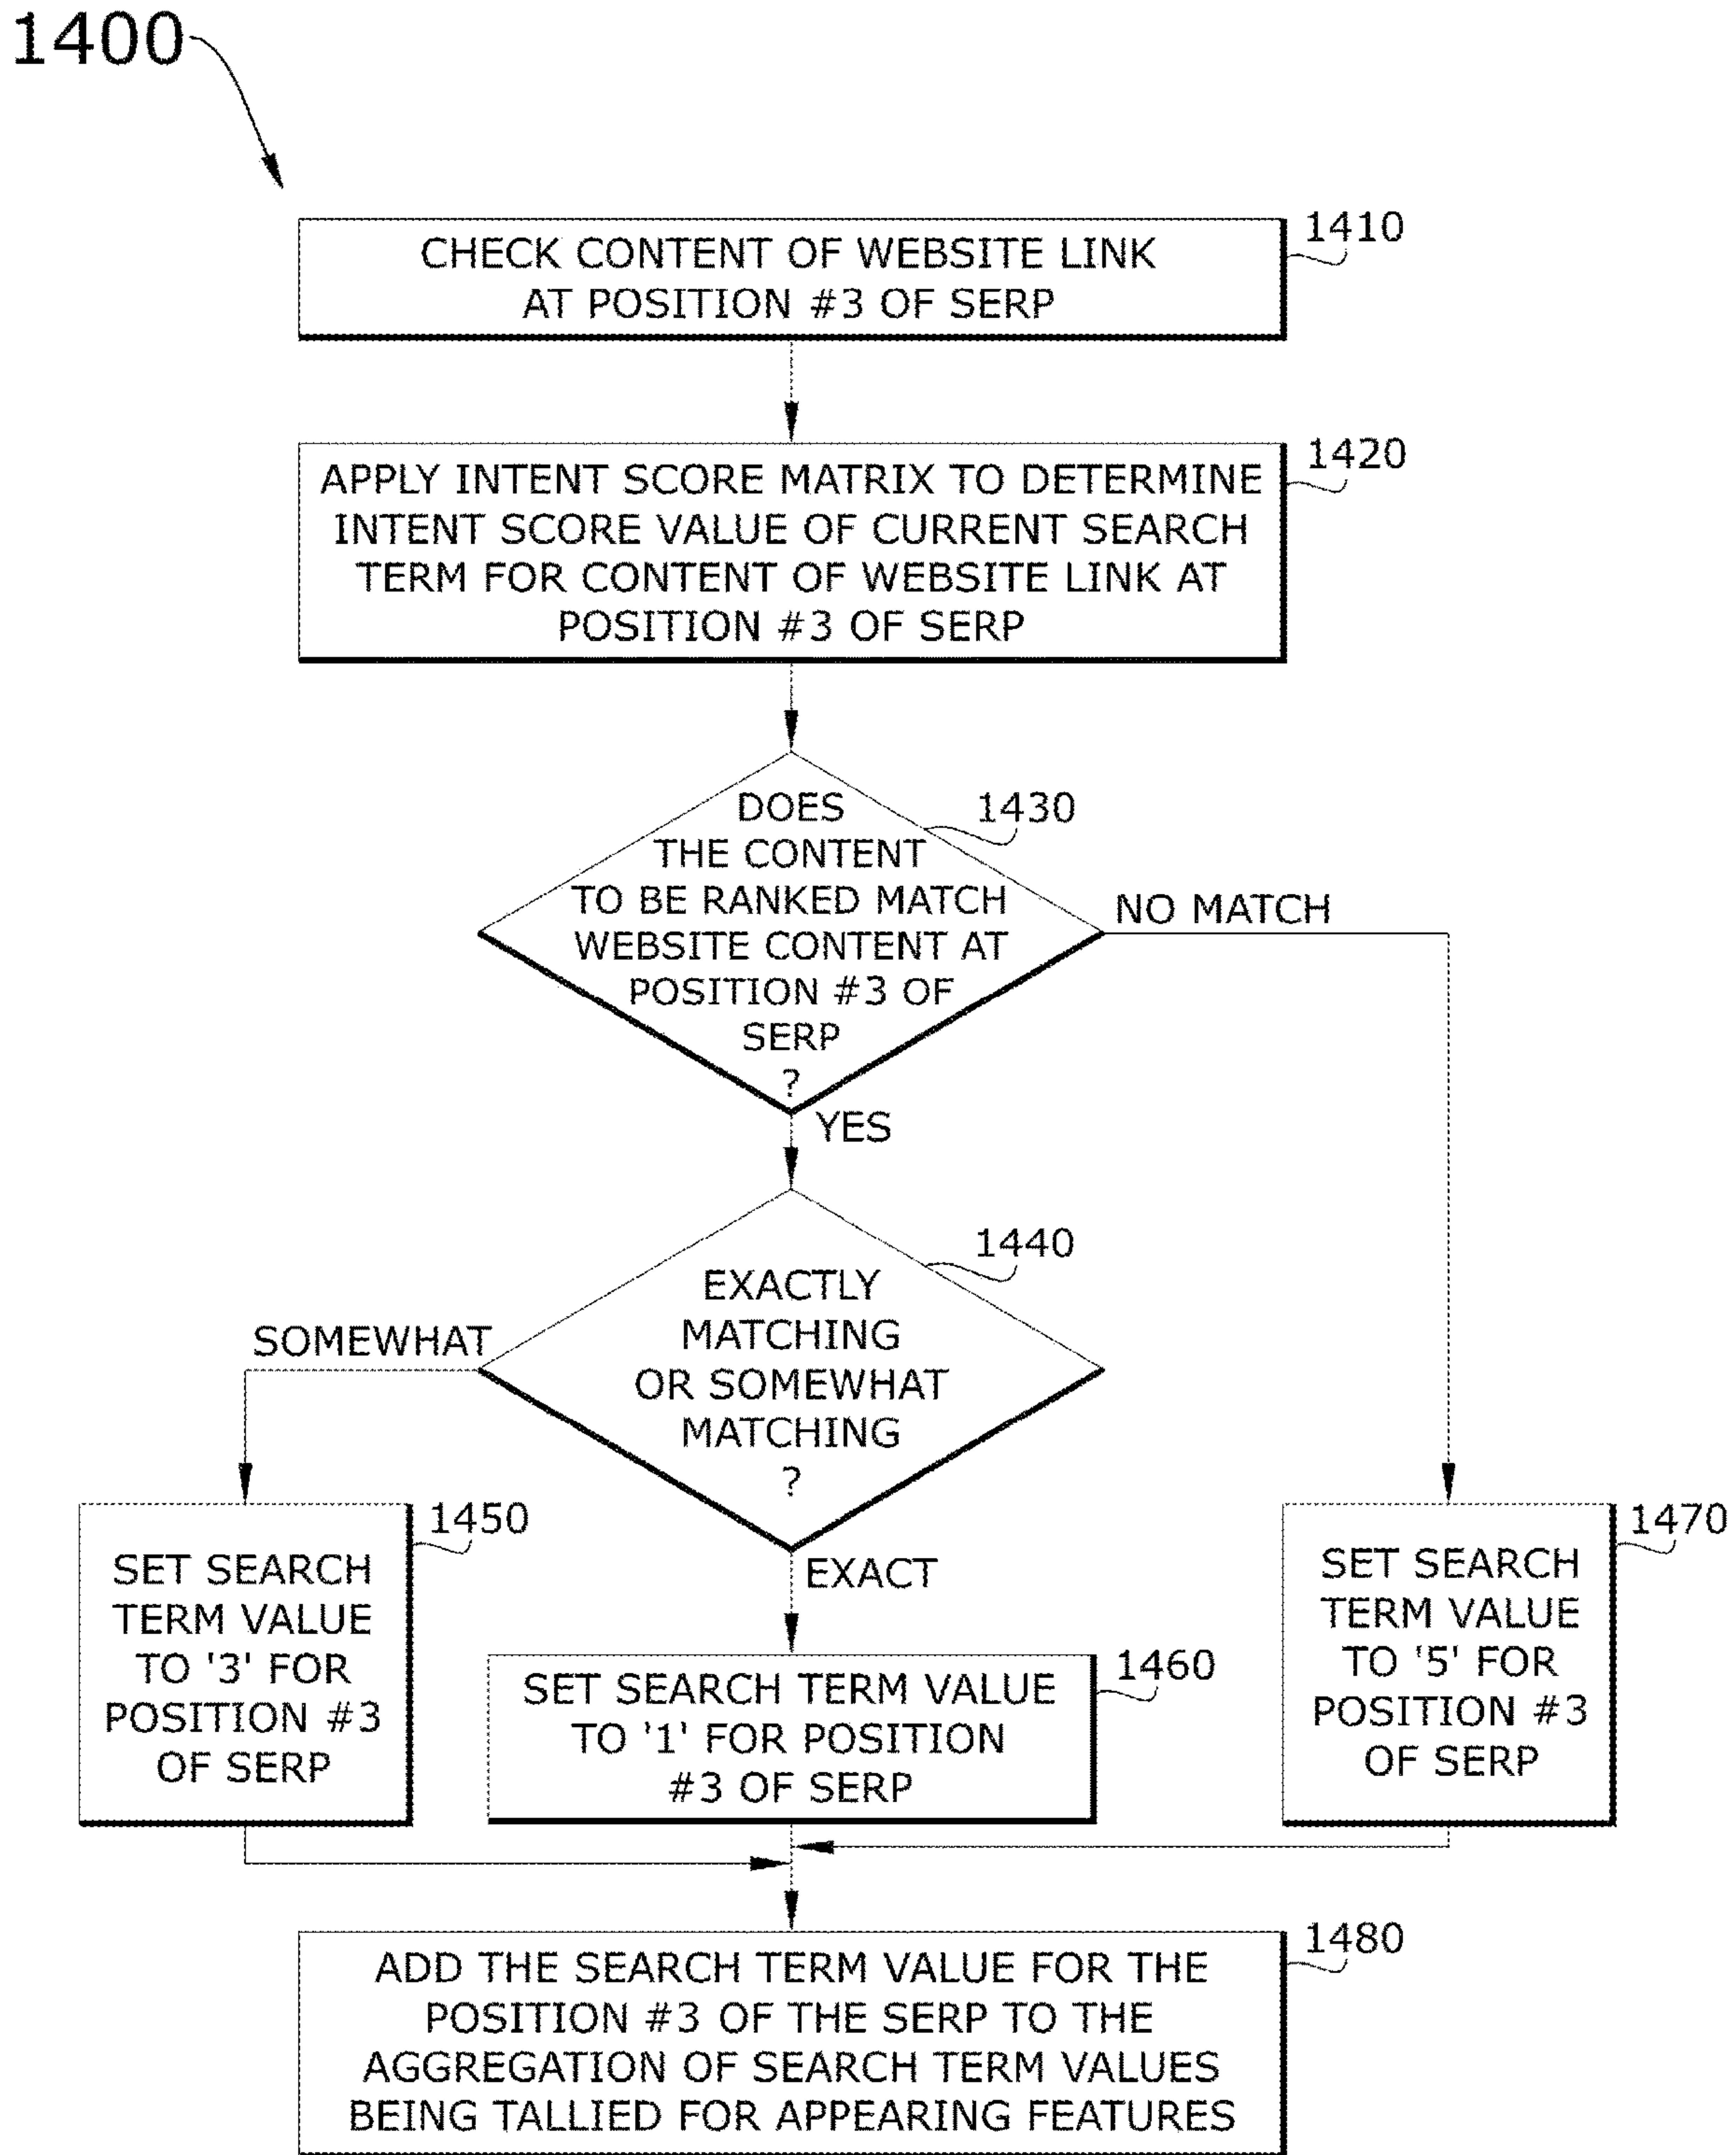 1400
CHECK CONTENT OF WEBSITE LINK
AT POSITION #3 OF SERP
1410
APPLY INTENT SCORE MATRIX TO DETERMINE
INTENT SCORE VALUE OF CURRENT SEARCH
TERM FOR CONTENT OF WEBSITE LINK AT
POSITION #3 OF SERP
1420
DOES
THE CONTENT
TO BE RANKED MATCH
WEBSITE CONTENT AT
POSITION #3 OF
SERP
?
1430
NO MATCH
YES
EXACTLY
MATCHING
OR SOMEWHAT
MATCHING
?
1440
SOMEWHAT
EXACT
SET SEARCH
TERM VALUE
TO '3' FOR
POSITION #3
OF SERP
1450
SET SEARCH TERM VALUE
TO '1' FOR POSITION
#3 OF SERP
1460
SET SEARCH
TERM VALUE
TO '5' FOR
POSITION #3
OF SERP
1470
ADD THE SEARCH TERM VALUE FOR THE
POSITION #3 OF THE SERP TO THE
AGGREGATION OF SEARCH TERM VALUES
BEING TALLIED FOR APPEARING FEATURES
1480